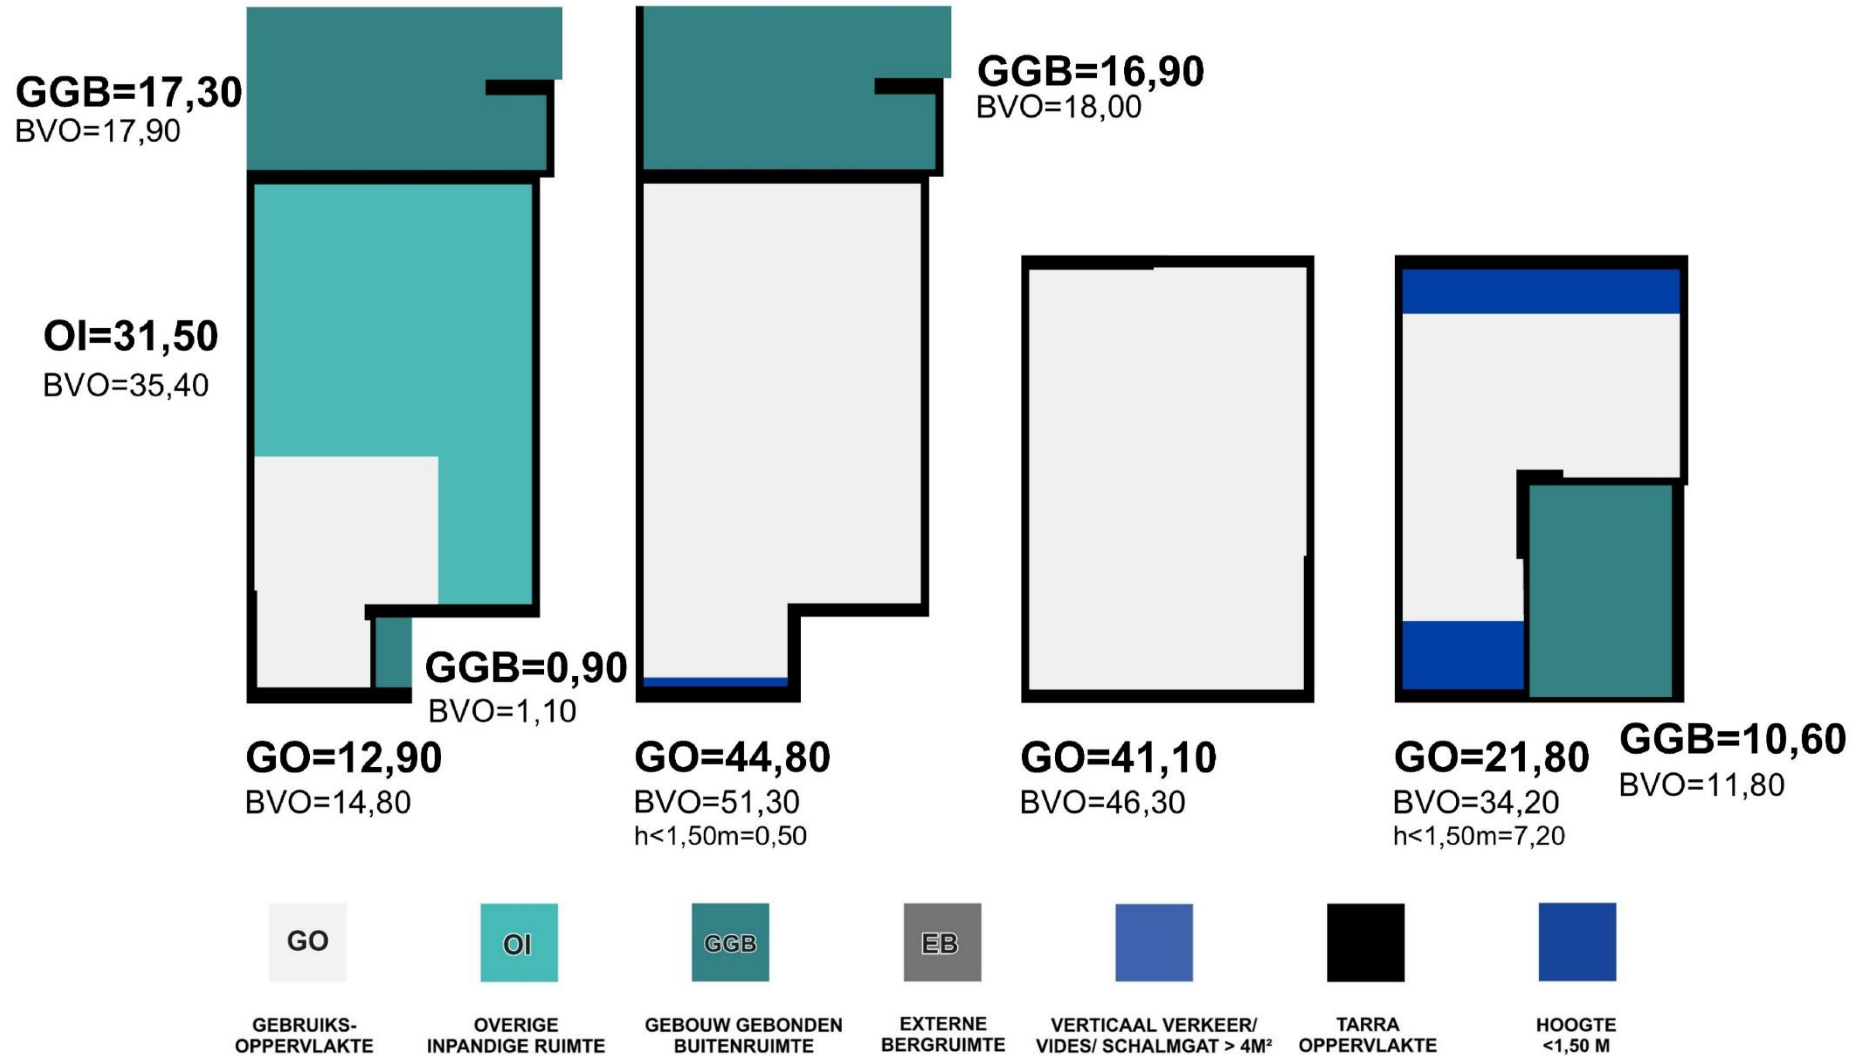 GGB=17,30
BVO=17,90
GGB=16,90
BVO=18,00
OI=31,50
BVO=35,40
GGB=0,90
BVO=1,10
GO=12,90
BVO=14,80
GO=44,80
BVO=51,30
h<1,50m=0,50
GO=41,10
BVO=46,30
GO=21,80
BVO=34,20
h<1,50m=7,20
GGB=10,60
BVO=11,80
GO
OI
GGB
EB
GEBRUIKS-
OPPERVLAKTE
OVERIGE
INPANDIGE RUIMTE
GEBOUW GEBONDEN
BUITENRUIMTE
EXTERNE
BERGRUIMTE
VERTICAAL VERKEER/
VIDES/ SCHALMGAT > 4M²
TARRA
OPPERVLAKTE
HOOGTE
<1,50 M